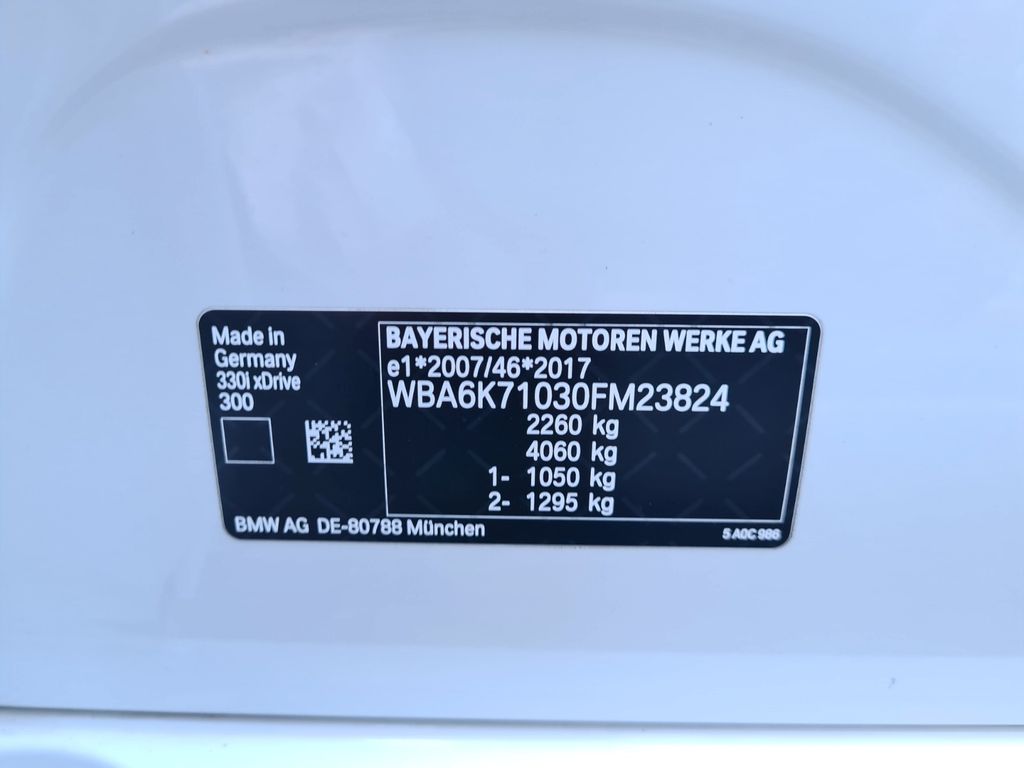 Made in
Germany
330i xDrive
300
BAYERISCHE MOTOREN WERKE AG
e1*2007/46*2017
WBA6K71030FM23824
2260 kg
4060 kg
1- 1050 kg
2- 1295 kg
BMW AG DE-80788 München
5 A0C 986